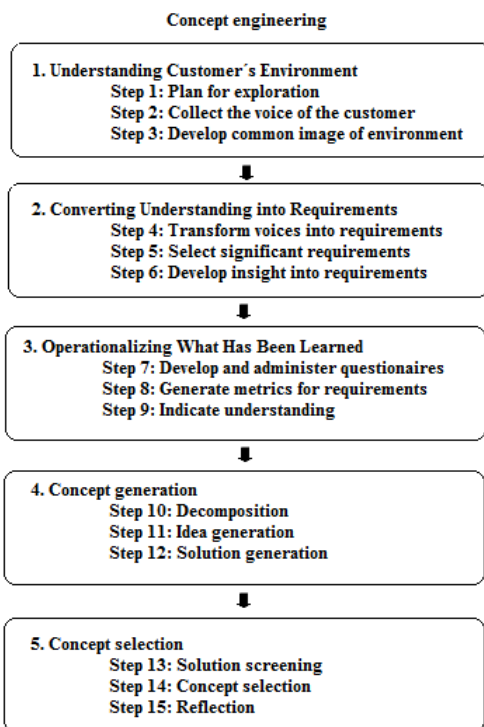 Concept engineering
1. Understanding Customer´s Environment
Step 1: Plan for exploration
Step 2: Collect the voice of the customer
Step 3: Develop common image of environment
2. Converting Understanding into Requirements
Step 4: Transform voices into requirements
Step 5: Select significant requirements
Step 6: Develop insight into requirements
3. Operationalizing What Has Been Learned
Step 7: Develop and administer questionaires
Step 8: Generate metrics for requirements
Step 9: Indicate understanding
4. Concept generation
Step 10: Decomposition
Step 11: Idea generation
Step 12: Solution generation
5. Concept selection
Step 13: Solution screening
Step 14: Concept selection
Step 15: Reflection